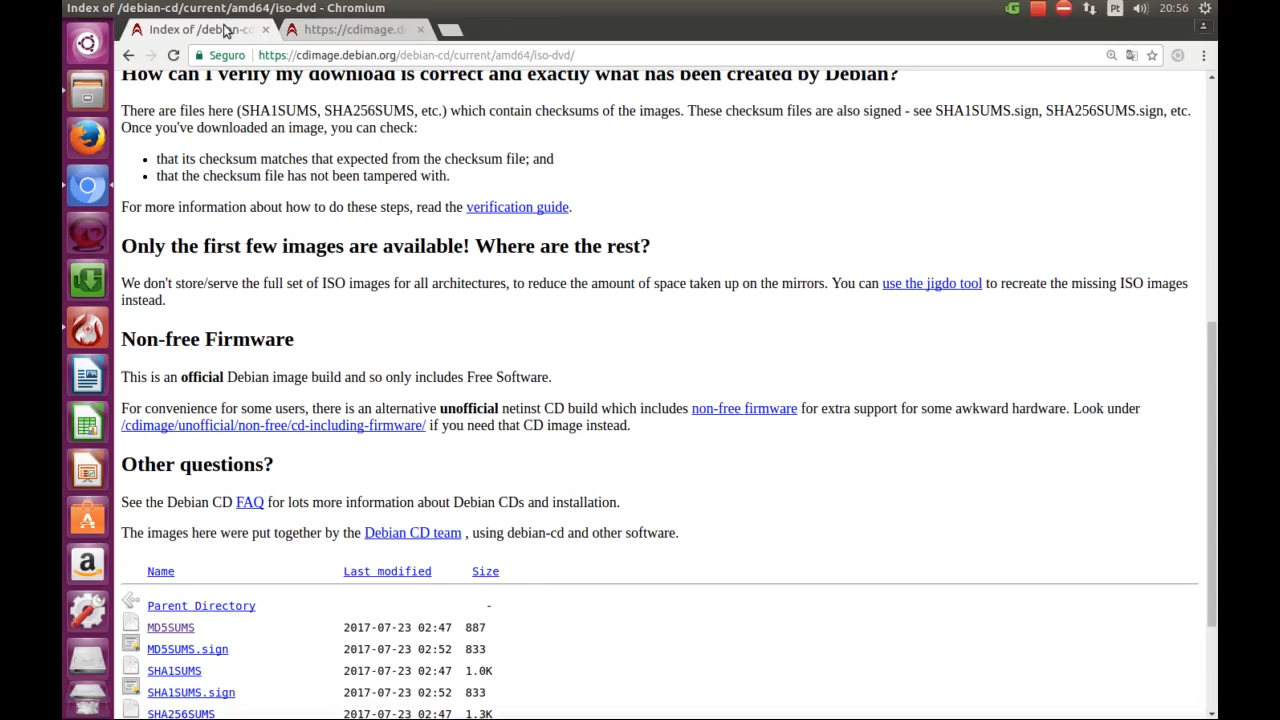 Index of /debian-cd/current/amd64/iso-dvd - Chromium
Pt
20:56
Index of /debian-cd
https://cdimage.d
Seguro
https://cdimage.debian.org/debian-cd/current/amd64/iso-dvd/
How can I verify my download is correct and exactly what has been created by Debian?
There are files here (SHA1SUMS, SHA256SUMS, etc.) which contain checksums of the images. These checksum files are also signed - see SHA1SUMS.sign, SHA256SUMS.sign, etc.
Once you've downloaded an image, you can check:
• that its checksum matches that expected from the checksum file; and
• that the checksum file has not been tampered with.
For more information about how to do these steps, read the verification guide.
Only the first few images are available! Where are the rest?
We don't store/serve the full set of ISO images for all architectures, to reduce the amount of space taken up on the mirrors. You can use the jigdo tool to recreate the missing ISO images
instead.
Non-free Firmware
This is an official Debian image build and so only includes Free Software.
For convenience for some users, there is an alternative unofficial netinst CD build which includes non-free firmware for extra support for some awkward hardware. Look under
/cdimage/unofficial/non-free/cd-including-firmware/ if you need that CD image instead.
Other questions?
See the Debian CD FAQ for lots more information about Debian CDs and installation.
The images here were put together by the Debian CD team , using debian-cd and other software.
Name Last modified Size
Parent Directory -
MD5SUMS 2017-07-23 02:47 887
MD5SUMS.sign 2017-07-23 02:52 833
SHA1SUMS 2017-07-23 02:47 1.0K
SHA1SUMS.sign 2017-07-23 02:52 833
SHA256SUMS 2017-07-23 02:47 1.3K